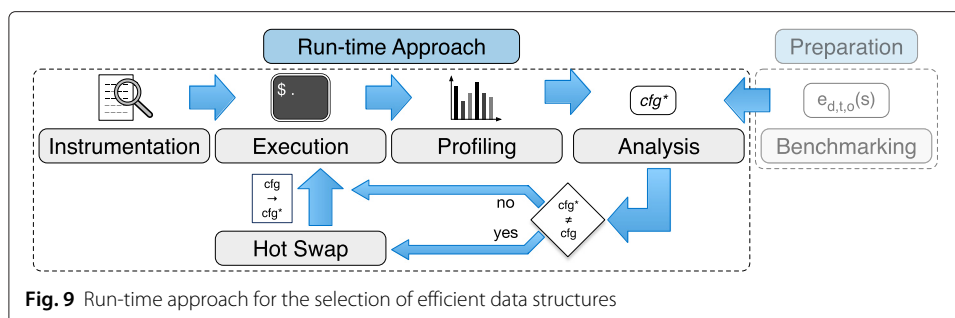 Run-time Approach
Preparation
$ .
cfg*
e_d,t,o(s)
Instrumentation
Execution
Profiling
Analysis
Benchmarking
cfg
→
cfg*
no
cfg*
≠
cfg
yes
Hot Swap
Fig. 9 Run-time approach for the selection of efficient data structures